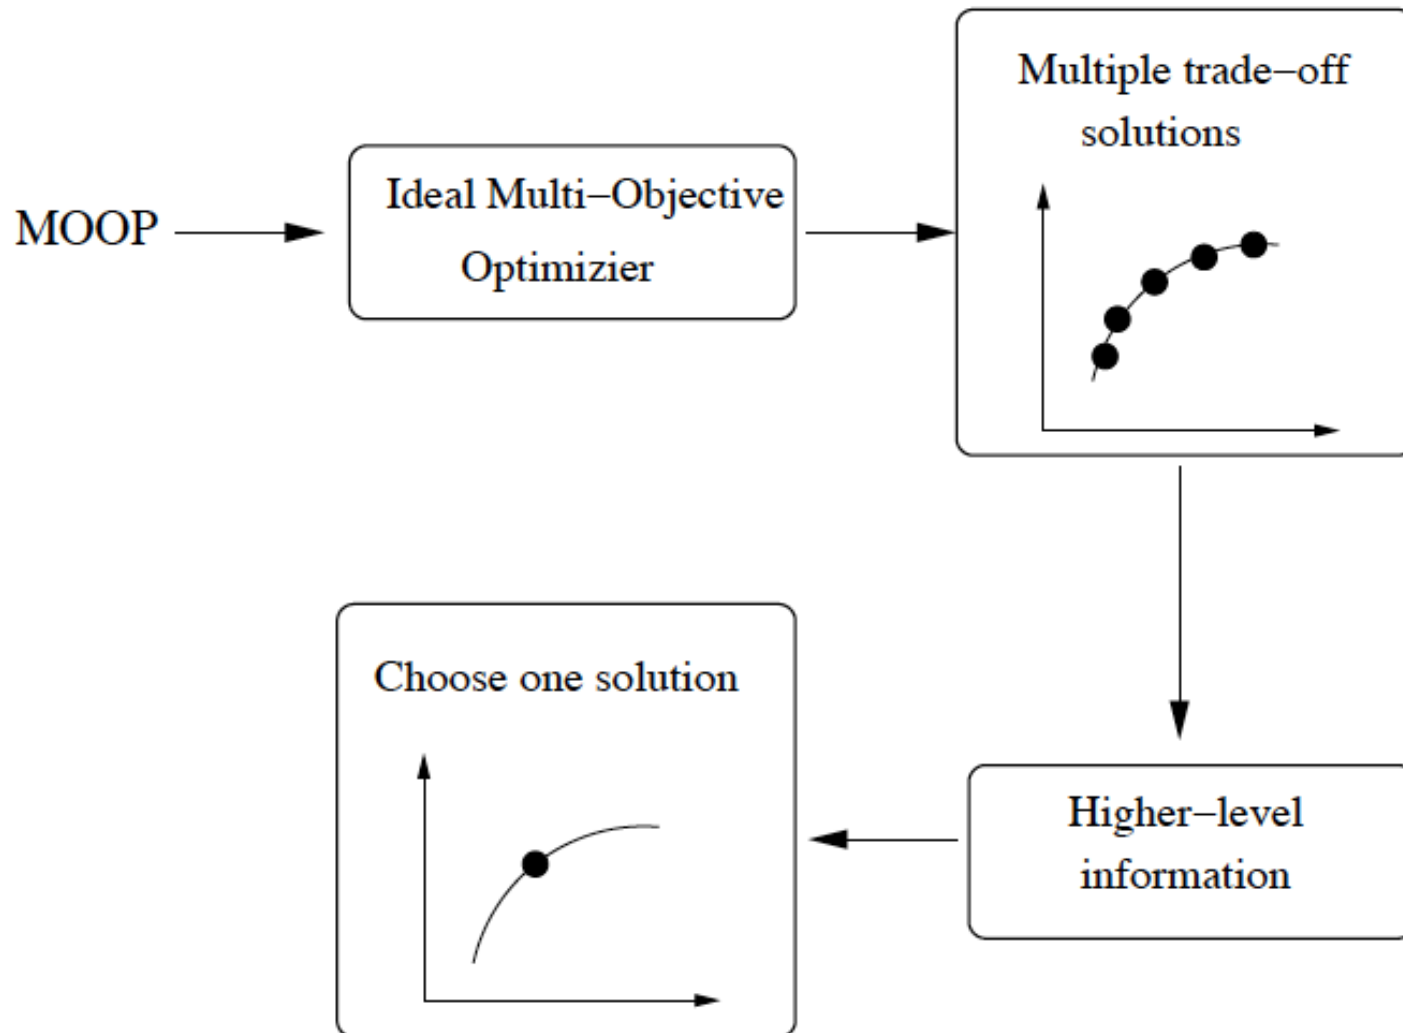 MOOP
Ideal Multi–Objective
Optimizier
Multiple trade–off
solutions
Higher–level
information
Choose one solution